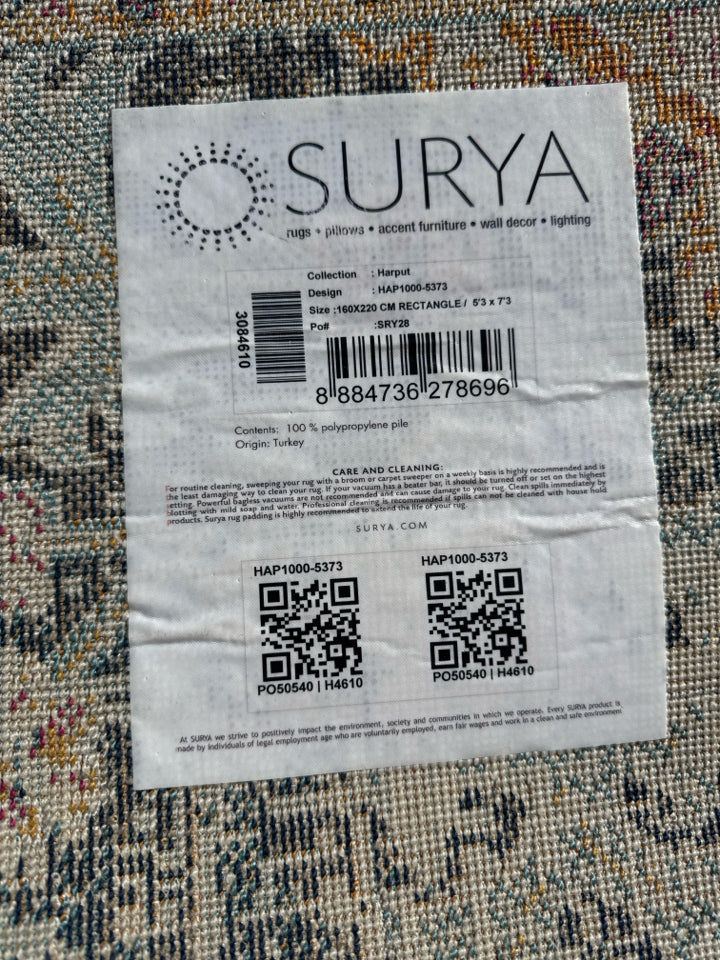 SURYA
rugs • pillows • accent furniture • wall decor • lighting
Collection : Harput
Design : HAP1000-5373
Size :160X220 CM RECTANGLE / 5'3 x 7'3
Po# :SRY28
3084610
8 884736 278696
Contents: 100 % polypropylene pile
Origin: Turkey
CARE AND CLEANING:
For routine cleaning, sweeping your rug with a broom or carpet sweeper on a weekly basis is highly recommended and is
the least damaging way to clean your rug. If your vacuum has a beater bar, it should be turned off or set on the highest
setting. Powerful bagless vacuums are not recommended and can cause damage to your rug. Clean spills immediately by
blotting with mild soap and water. Professional cleaning is recommended if spills can not be cleaned with house hold
products. Surya rug padding is highly recommended to extend the life of your rug.
SURYA.COM
HAP1000-5373
PO50540 | H4610
HAP1000-5373
PO50540 | H4610
At SURYA we strive to positively impact the environment, society and communities in which we operate. Every SURYA product is
made by individuals of legal employment age who are voluntarily employed, earn fair wages and work in a clean and safe environment